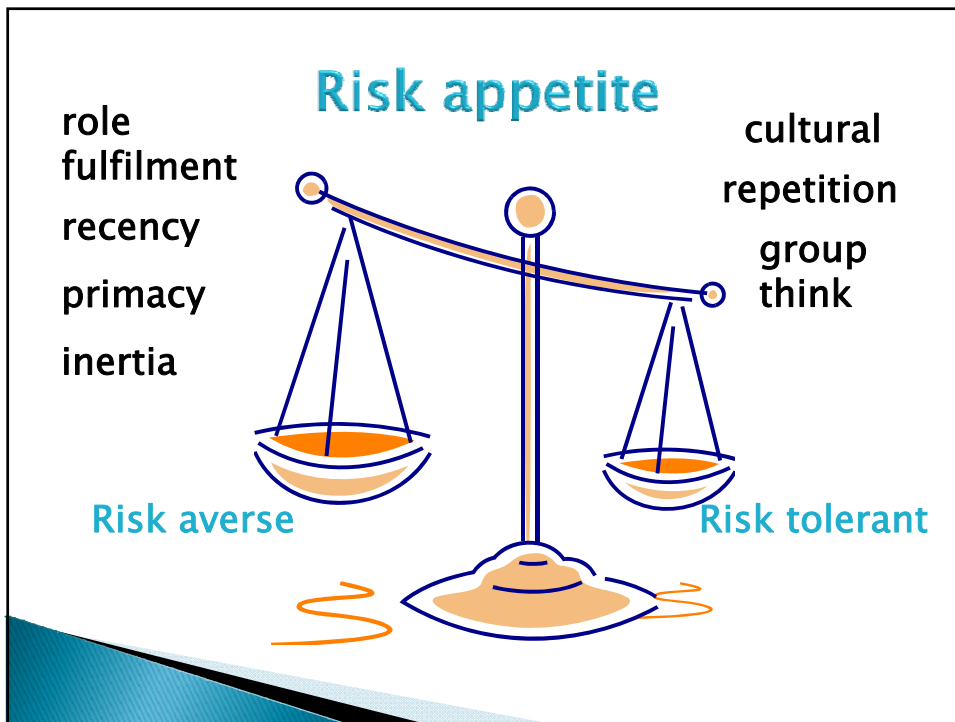 Risk appetite
role
fulfilment
recency
primacy
inertia
cultural
repetition
group
think
Risk averse
Risk tolerant